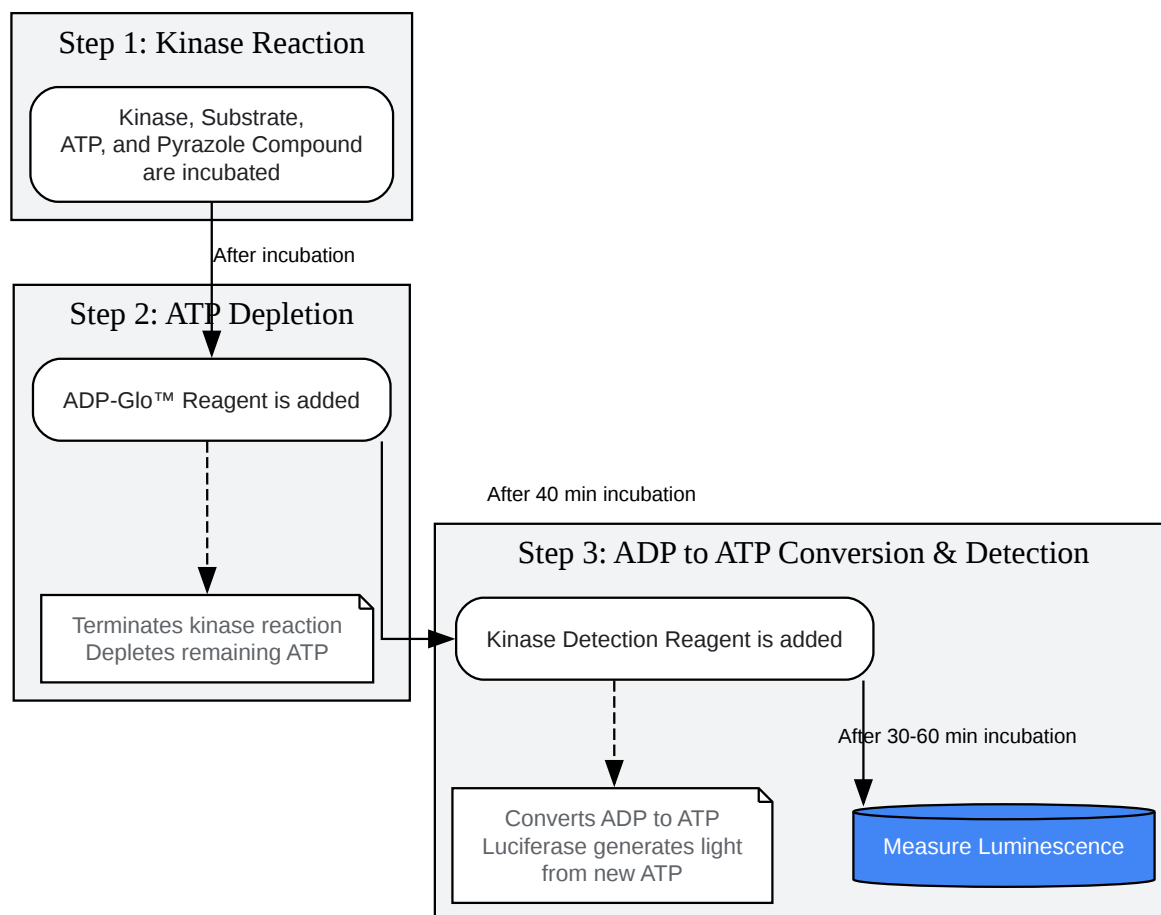 Step 1: Kinase Reaction
Kinase, Substrate,
ATP, and Pyrazole Compound
are incubated
After incubation
Step 2: ATP Depletion
ADP-Glo™ Reagent is added
Terminates kinase reaction
Depletes remaining ATP
After 40 min incubation
Step 3: ADP to ATP Conversion & Detection
Kinase Detection Reagent is added
After 30-60 min incubation
Converts ADP to ATP
Luciferase generates light
from new ATP
Measure Luminescence